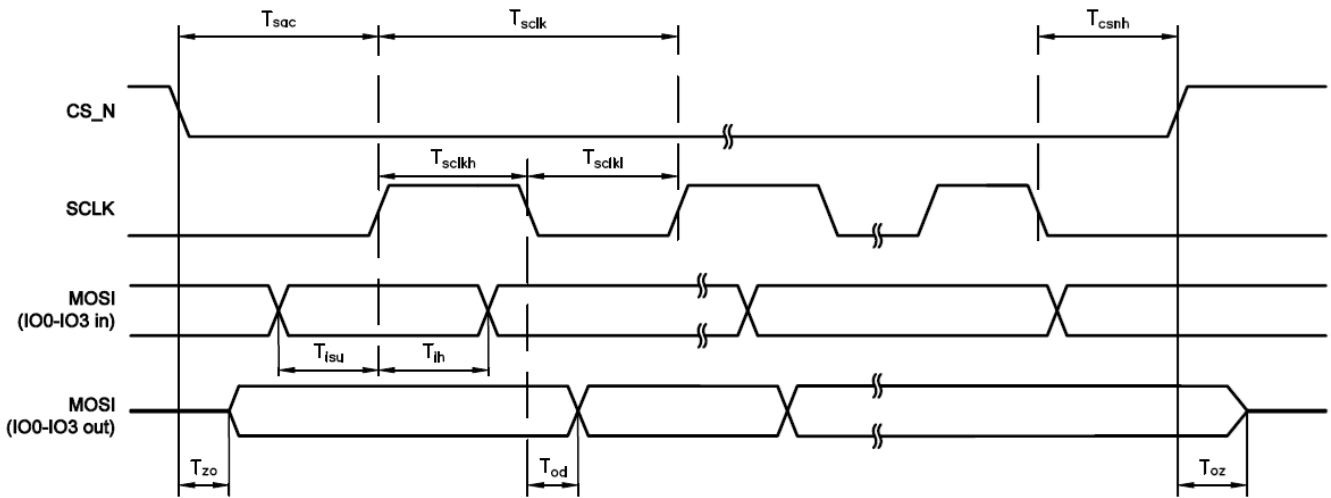 Tsac Tsclk Tcsnh
CS_N
Tsclkh Tsclkl
SCLK
MOSI
(IO0-IO3 in)
Tisu Tih
MOSI
(IO0-IO3 out)
Tzo Tod Toz